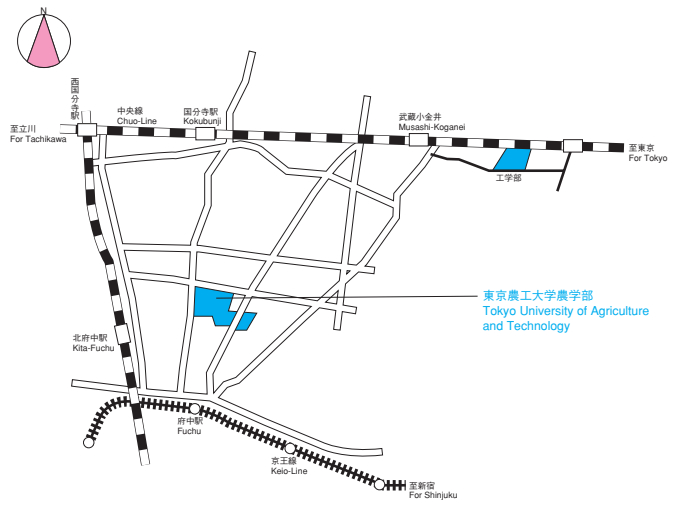 N
西国分寺駅
中央線
Chuo-Line
国分寺駅
Kokubunji
武蔵小金井
Musashi-Koganei
至立川
For Tachikawa
至東京
For Tokyo
工学部
東京農工大学農学部
Tokyo University of Agriculture
and Technology
北府中駅
Kita-Fuchu
府中駅
Fuchu
京王線
Keio-Line
至新宿
For Shinjuku